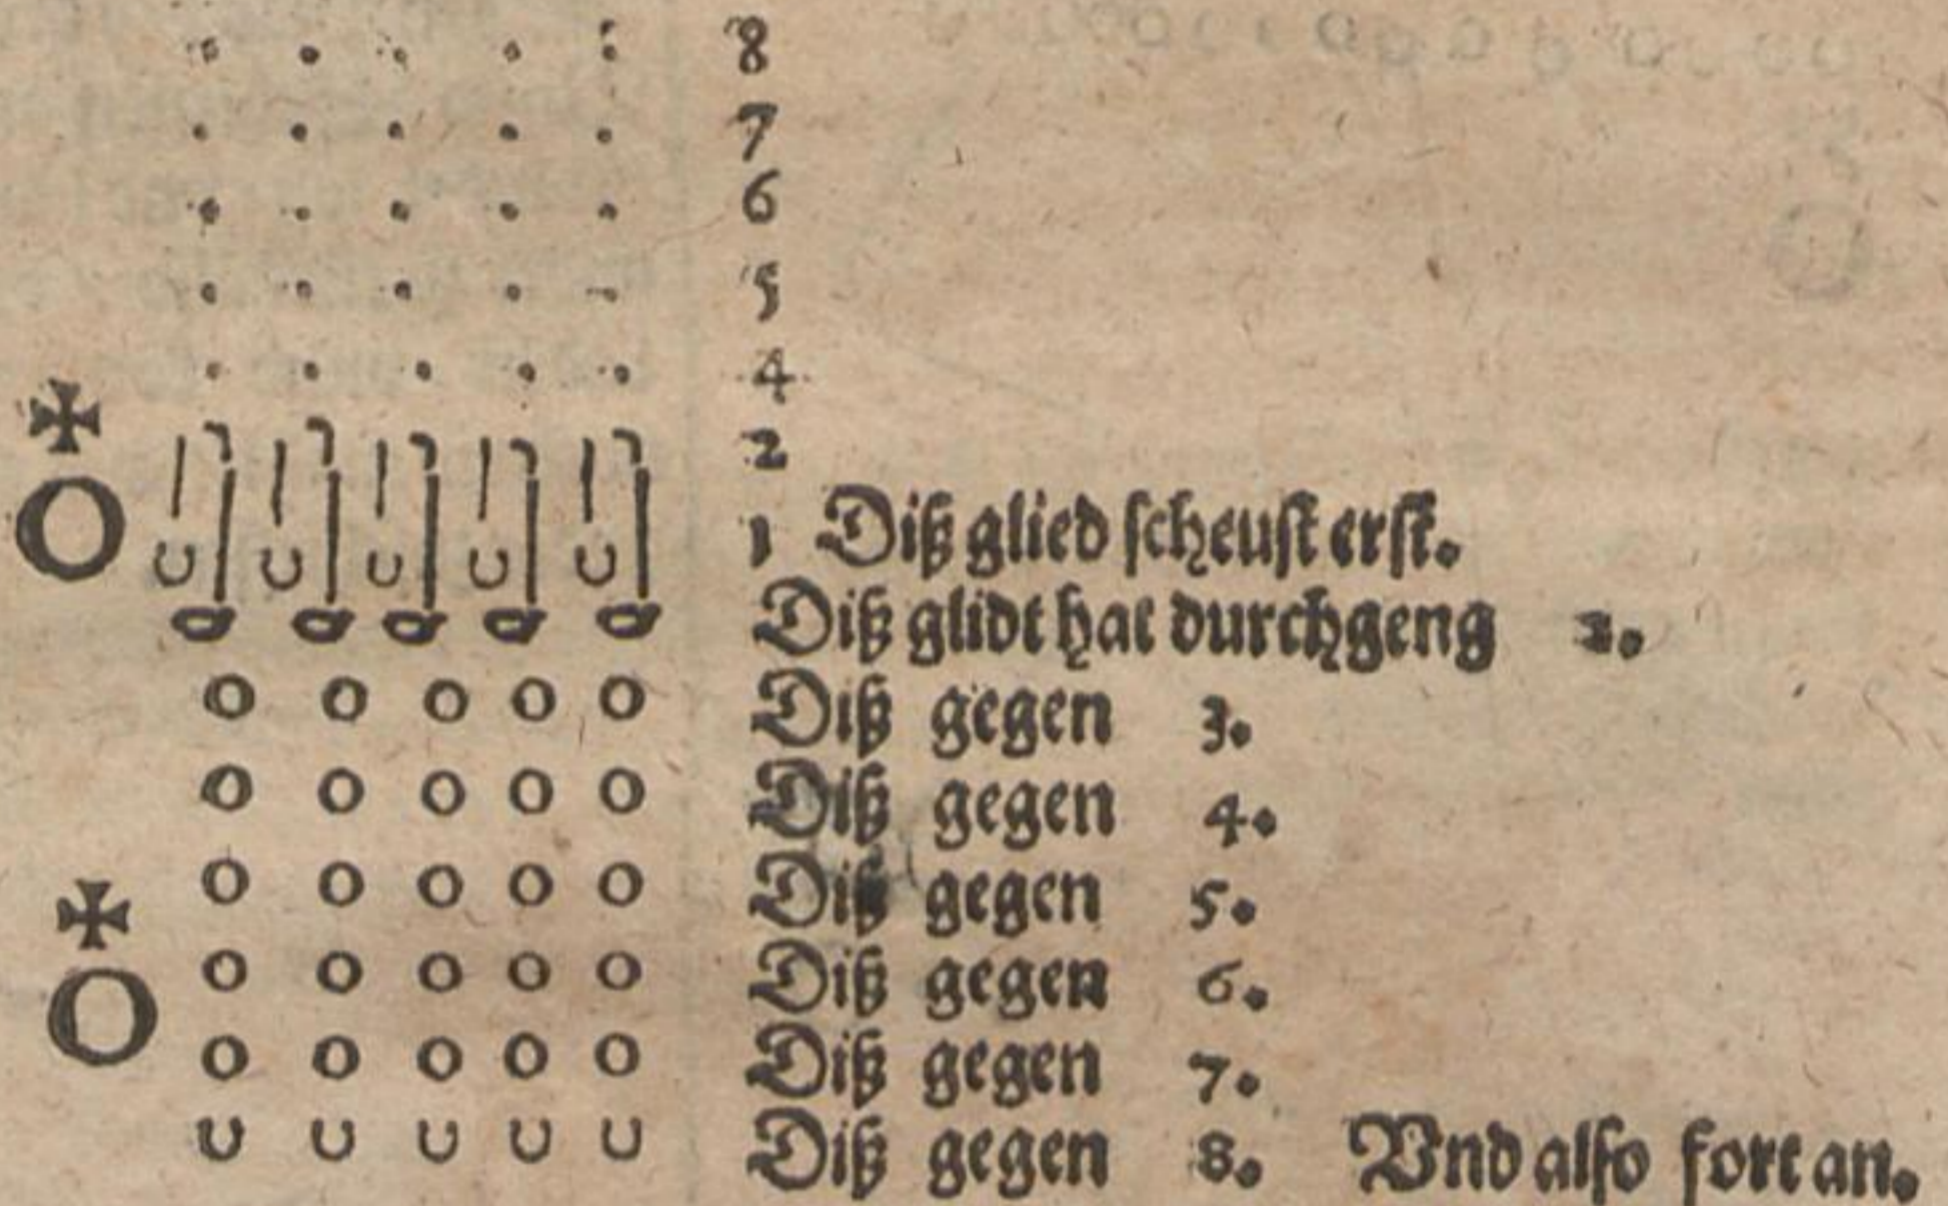 8
7
6
5
4
2
1 Diß glied ſcheuſt erſt.
Diß glidt hat durchgeng 2.
Diß gegen 3.
Diß gegen 4.
Diß gegen 5.
Diß gegen 6.
Diß gegen 7.
Diß gegen 8. Vnd alſo fort an.